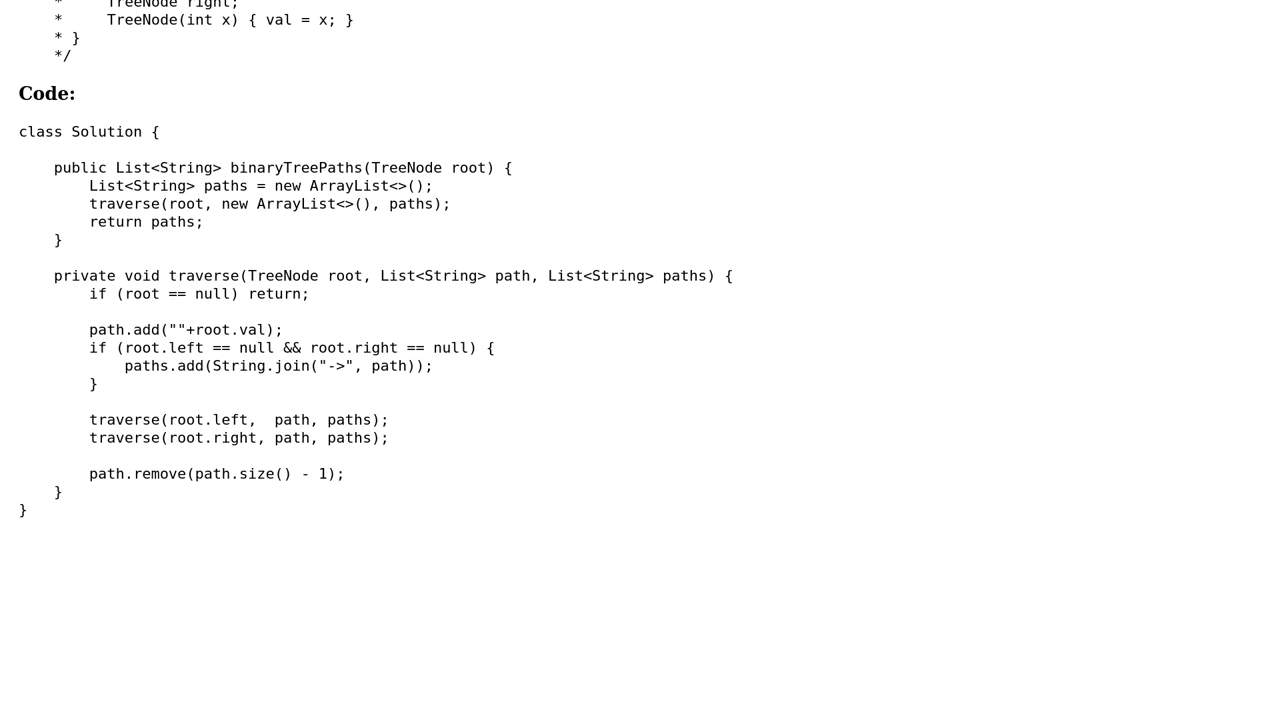 *     TreeNode right;
    *     TreeNode(int x) { val = x; }
    * }
    */
Code:
class Solution {
    public List<String> binaryTreePaths(TreeNode root) {
        List<String> paths = new ArrayList<>();
        traverse(root, new ArrayList<>(), paths);
        return paths;
    }
    private void traverse(TreeNode root, List<String> path, List<String> paths) {
        if (root == null) return;
        path.add(""+root.val);
        if (root.left == null && root.right == null) {
            paths.add(String.join("->", path));
        }
        traverse(root.left,  path, paths);
        traverse(root.right, path, paths);
        path.remove(path.size() - 1);
    }
}